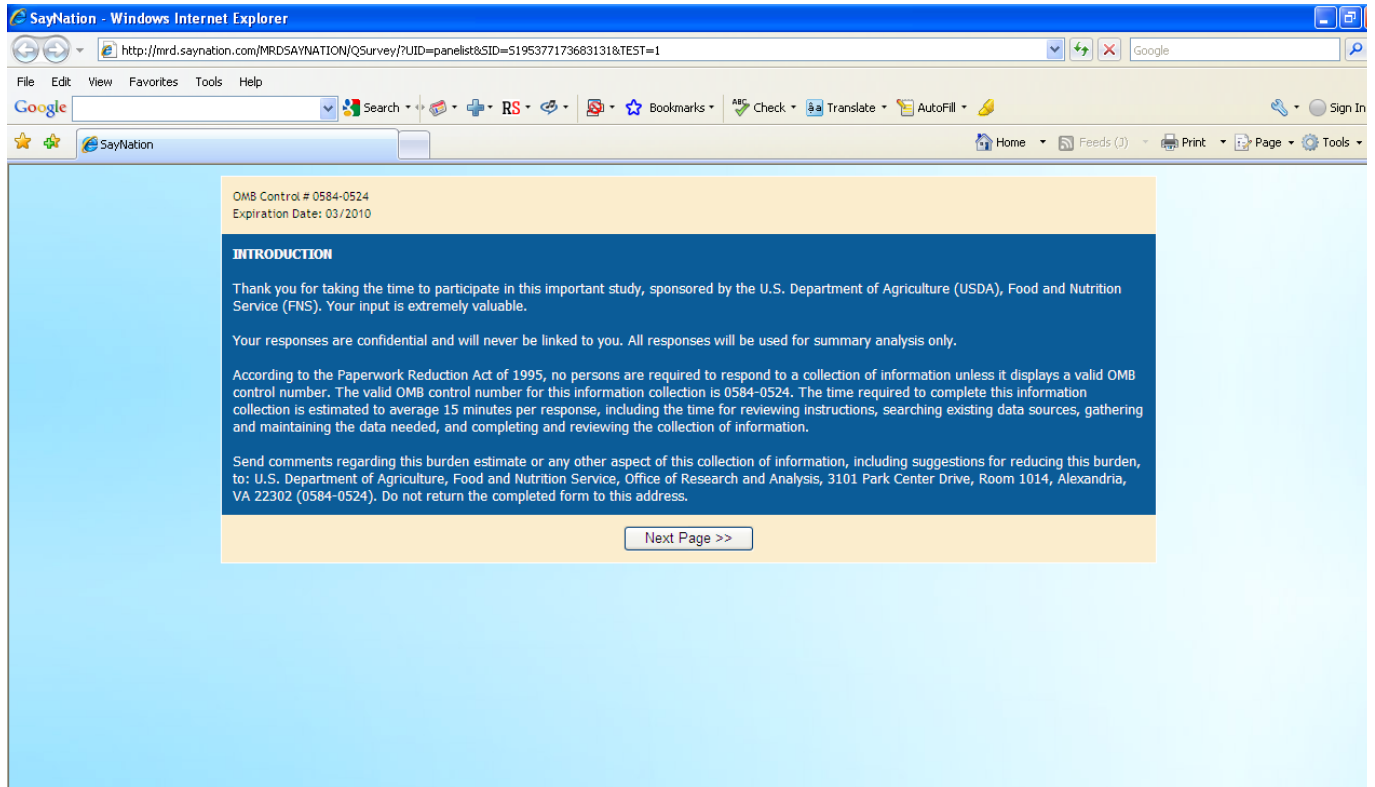 SayNation - Windows Internet Explorer
http://mrd.saynation.com/MRDSAYNATION/QSurvey/?UID=panelist&SID=S195377173683131&TEST=1
Google
File Edit View Favorites Tools Help
Google Search RS Bookmarks ABC Check āa Translate AutoFill Sign In
SayNation Home Feeds (J) Print Page Tools
OMB Control # 0584-0524
Expiration Date: 03/2010
INTRODUCTION
Thank you for taking the time to participate in this important study, sponsored by the U.S. Department of Agriculture (USDA), Food and Nutrition
Service (FNS). Your input is extremely valuable.
Your responses are confidential and will never be linked to you. All responses will be used for summary analysis only.
According to the Paperwork Reduction Act of 1995, no persons are required to respond to a collection of information unless it displays a valid OMB
control number. The valid OMB control number for this information collection is 0584-0524. The time required to complete this information
collection is estimated to average 15 minutes per response, including the time for reviewing instructions, searching existing data sources, gathering
and maintaining the data needed, and completing and reviewing the collection of information.
Send comments regarding this burden estimate or any other aspect of this collection of information, including suggestions for reducing this burden,
to: U.S. Department of Agriculture, Food and Nutrition Service, Office of Research and Analysis, 3101 Park Center Drive, Room 1014, Alexandria,
VA 22302 (0584-0524). Do not return the completed form to this address.
Next Page >>